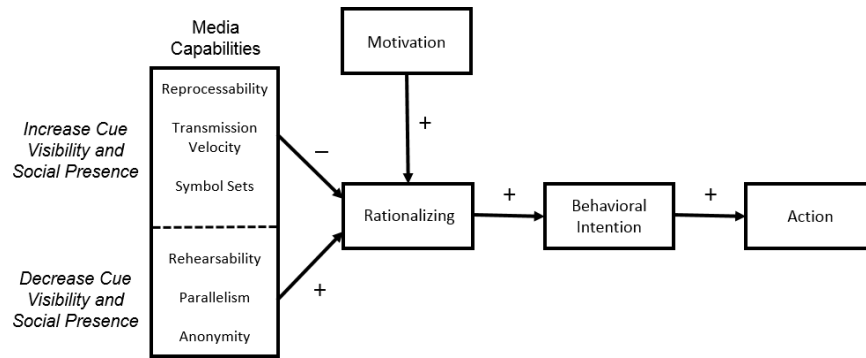 Media
Capabilities
Motivation
Reprocessability
Increase Cue
Visibility and
Social Presence
Transmission
Velocity
Symbol Sets
–
+
Rationalizing
+
Behavioral
Intention
+
Action
Decrease Cue
Visibility and
Social Presence
Rehearsability
Parallelism
Anonymity
+